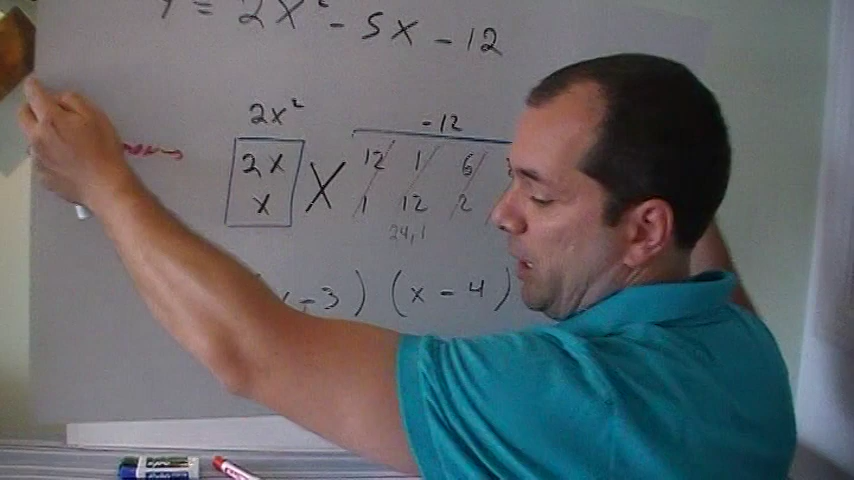 Y = 2X² - 5X - 12
2X² -12
2X 12 1 6
X X 1 12 2
24,1
- 3) (X - 4)